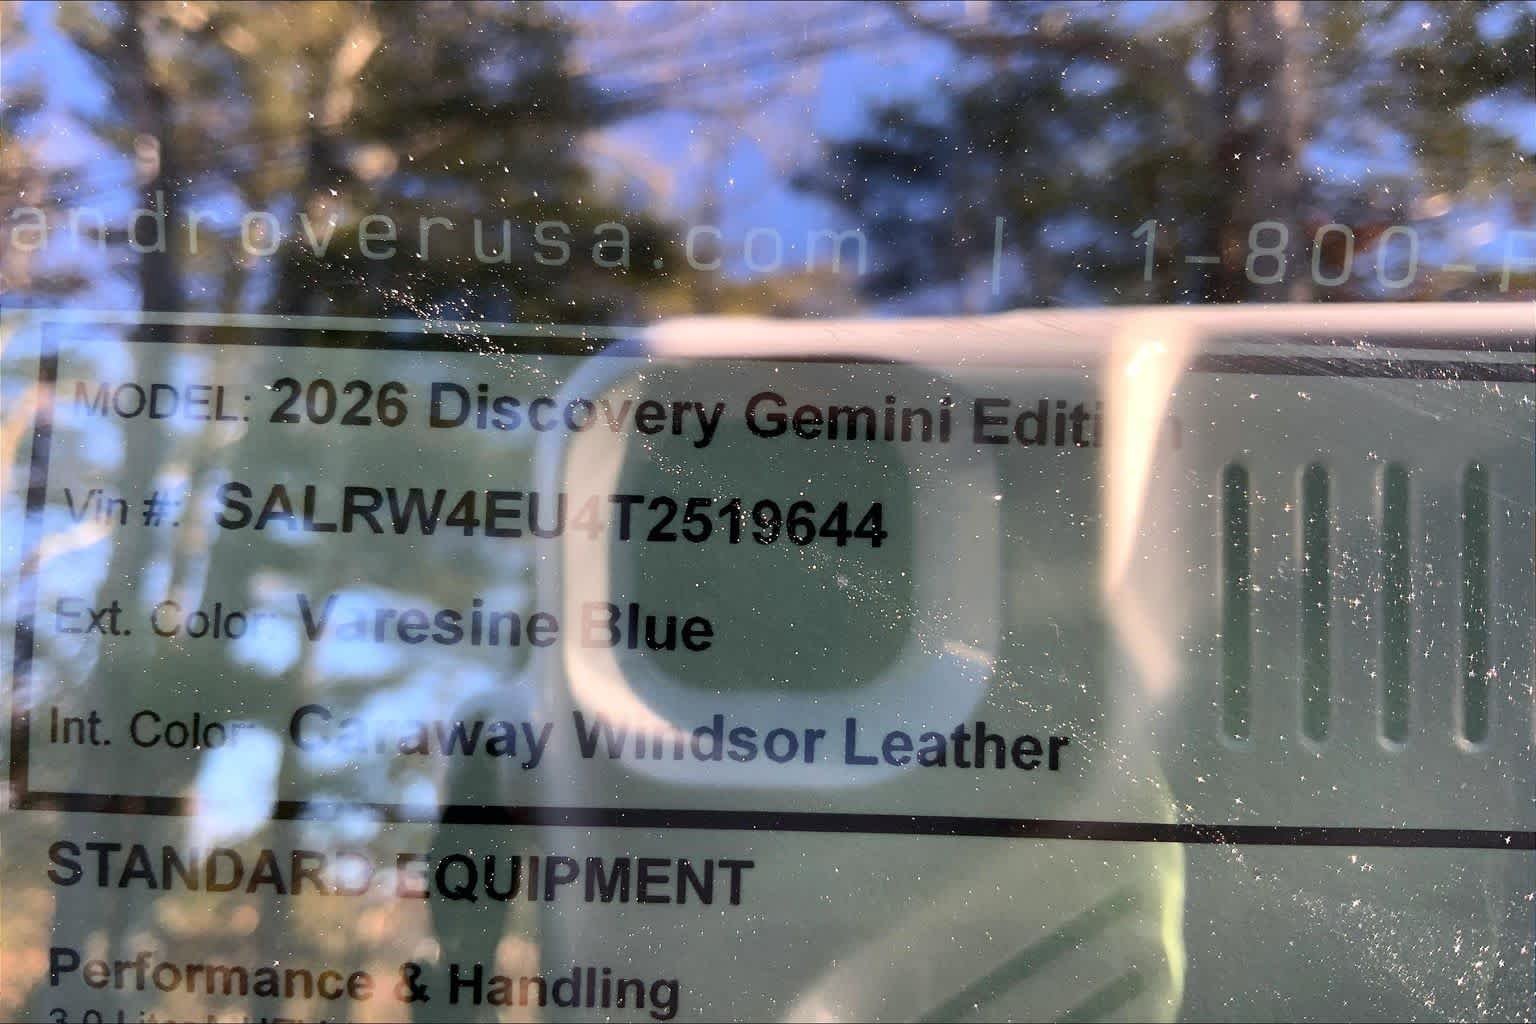 androverusa.com | 1-800-
MODEL: 2026 Discovery Gemini Edition
Vin #: SALRW4EU4T2519644
Ext. Color: Varesine Blue
Int. Color: Caraway Windsor Leather
STANDARD EQUIPMENT
Performance & Handling